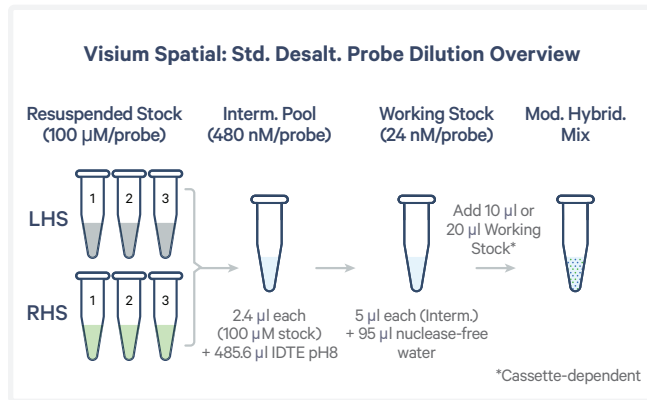 Visium Spatial: Std. Desalt. Probe Dilution Overview
Resuspended Stock
(100 µM/probe)
Interm. Pool
(480 nM/probe)
Working Stock
(24 nM/probe)
Mod. Hybrid.
Mix
LHS
1
2
3
RHS
1
2
3
2.4 µl each
(100 µM stock)
+ 485.6 µl IDTE pH8
5 µl each (Interm.)
+ 95 µl nuclease-free
water
Add 10 µl or
20 µl Working
Stock*
*Cassette-dependent